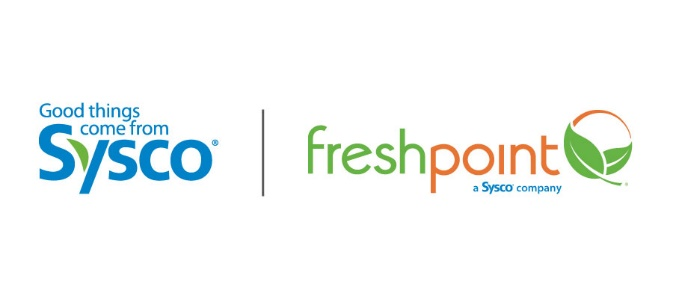 Good things
come from
Sysco®
freshpoint
a Sysco® company